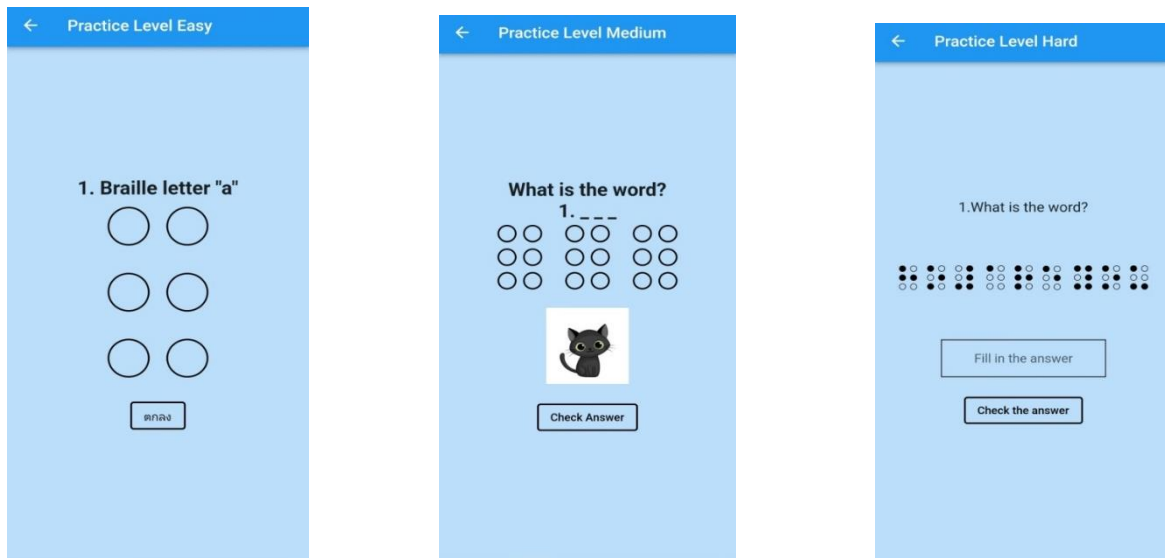 Practice Level Easy
1. Braille letter "a"
ตกลง
Practice Level Medium
What is the word?
1. _ _ _
Check Answer
Practice Level Hard
1.What is the word?
Fill in the answer
Check the answer